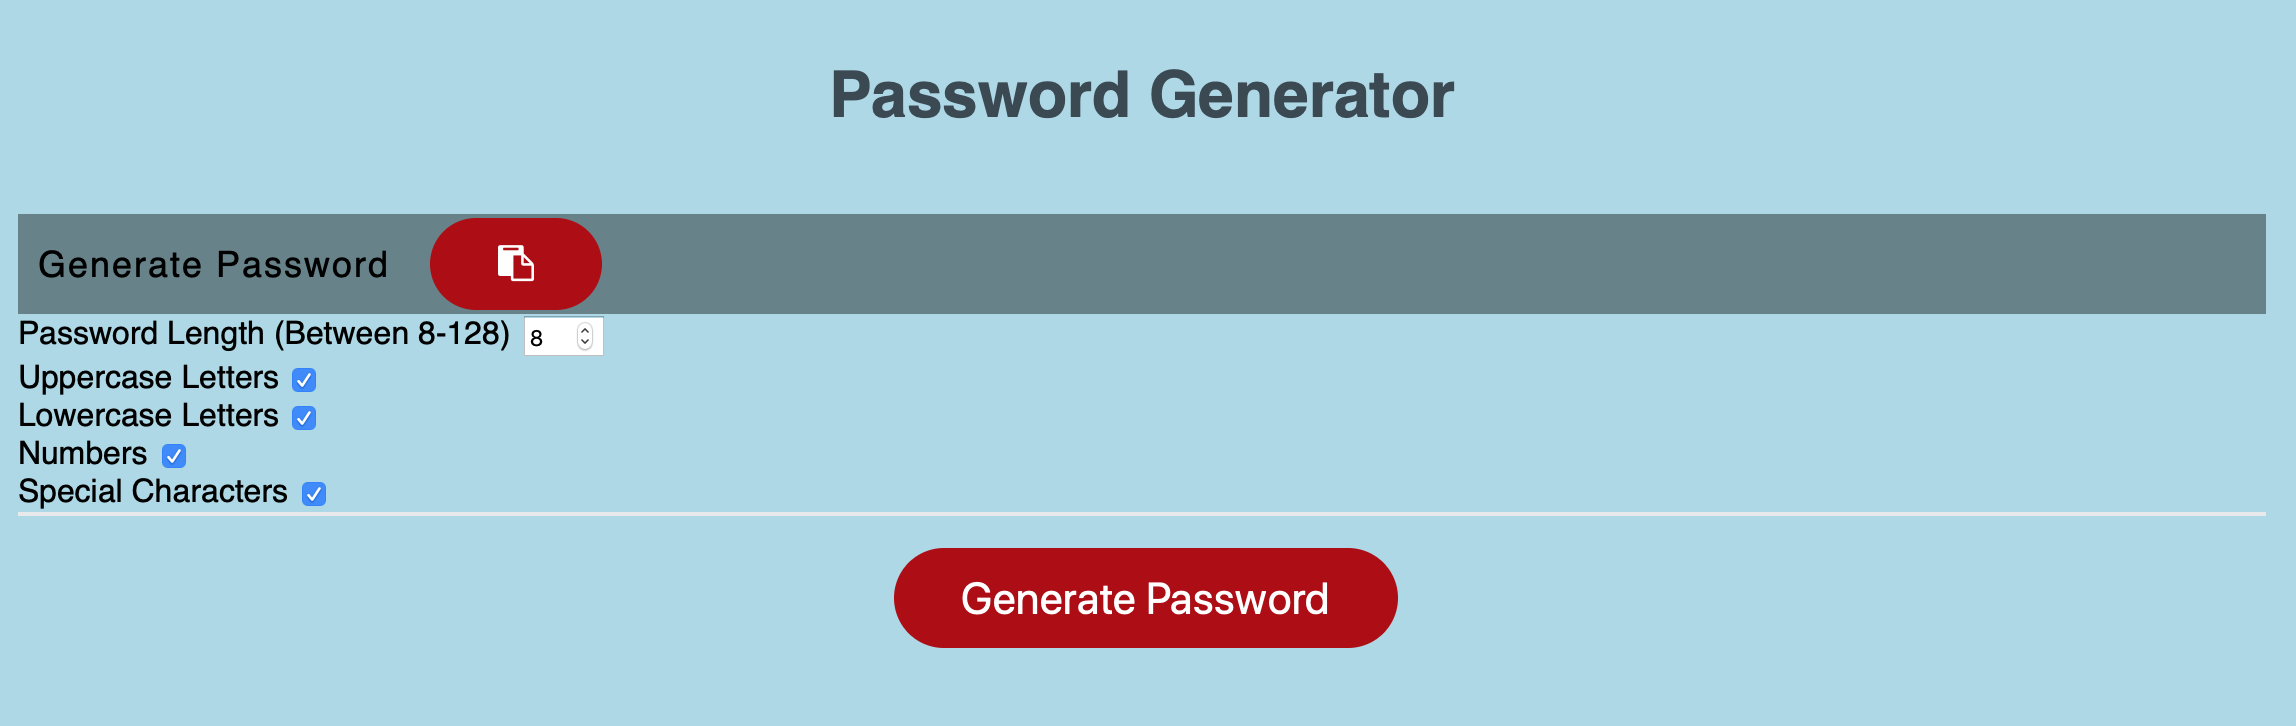 Password Generator
Generate Password
Password Length (Between 8-128) 8
Uppercase Letters
Lowercase Letters
Numbers
Special Characters
Generate Password